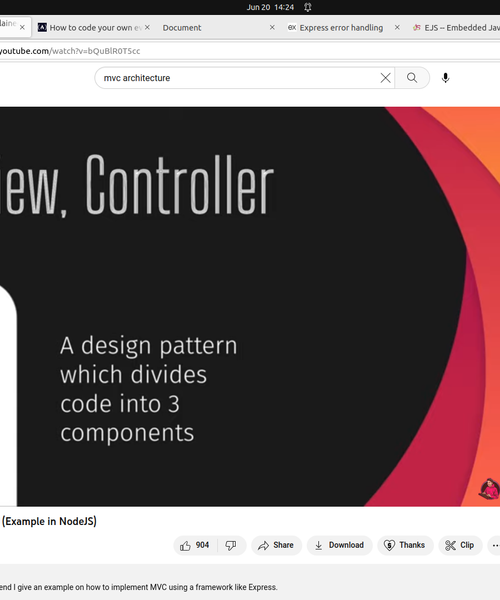 Jun 20 14:24
How to code your own e
Document
Express error handling
EJS – Embedded Jav
youtube.com/watch?v=bQuBlR0T5cc
mvc architecture
ew, Controller
A design pattern
which divides
code into 3
components
(Example in NodeJS)
904
Share
Download
Thanks
Clip
end I give an example on how to implement MVC using a framework like Express.